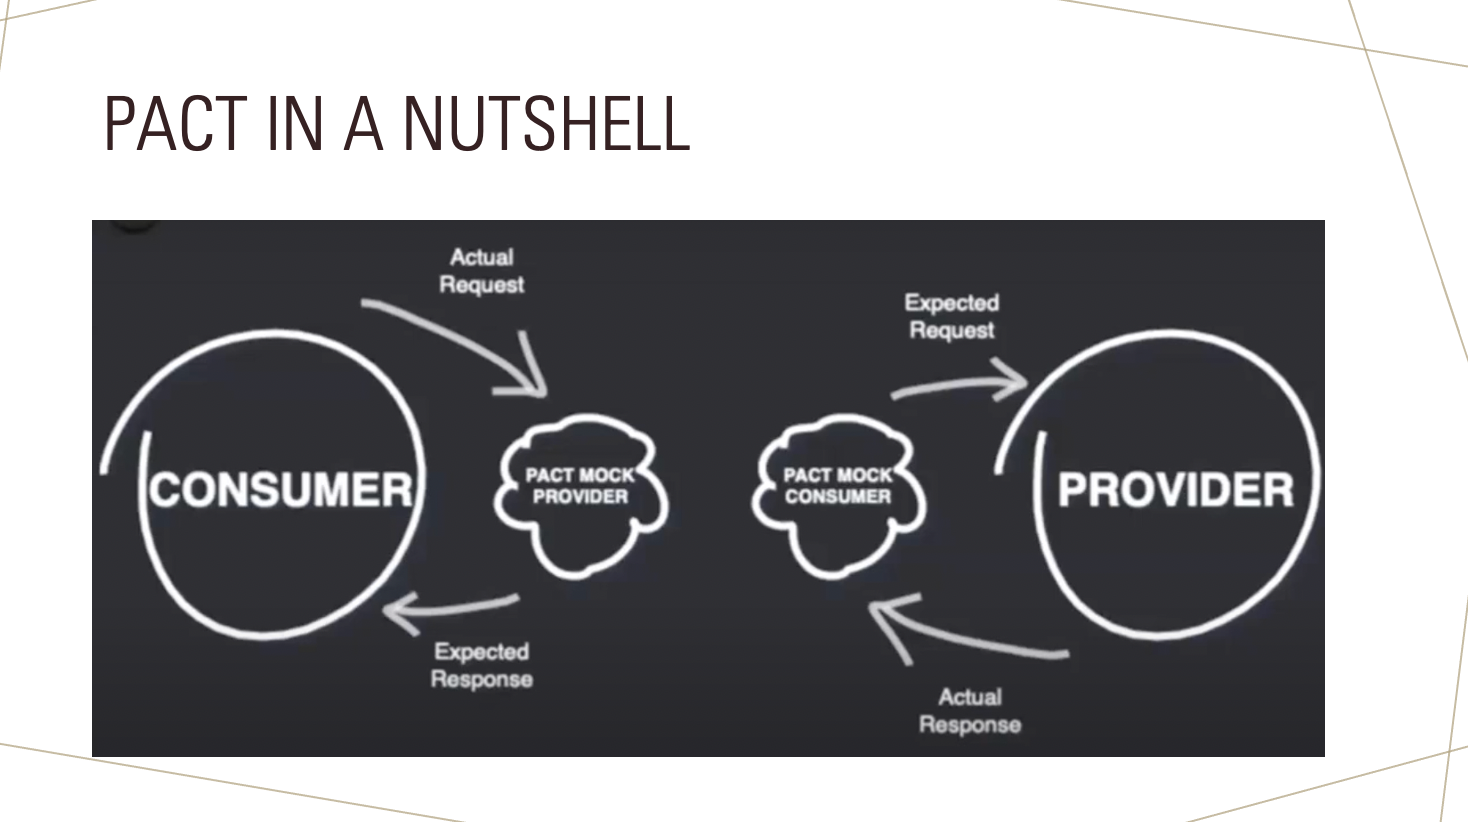 PACT IN A NUTSHELL
Actual
Request
Expected
Request
CONSUMER
PACT MOCK
PROVIDER
PACT MOCK
CONSUMER
PROVIDER
Expected
Response
Actual
Response